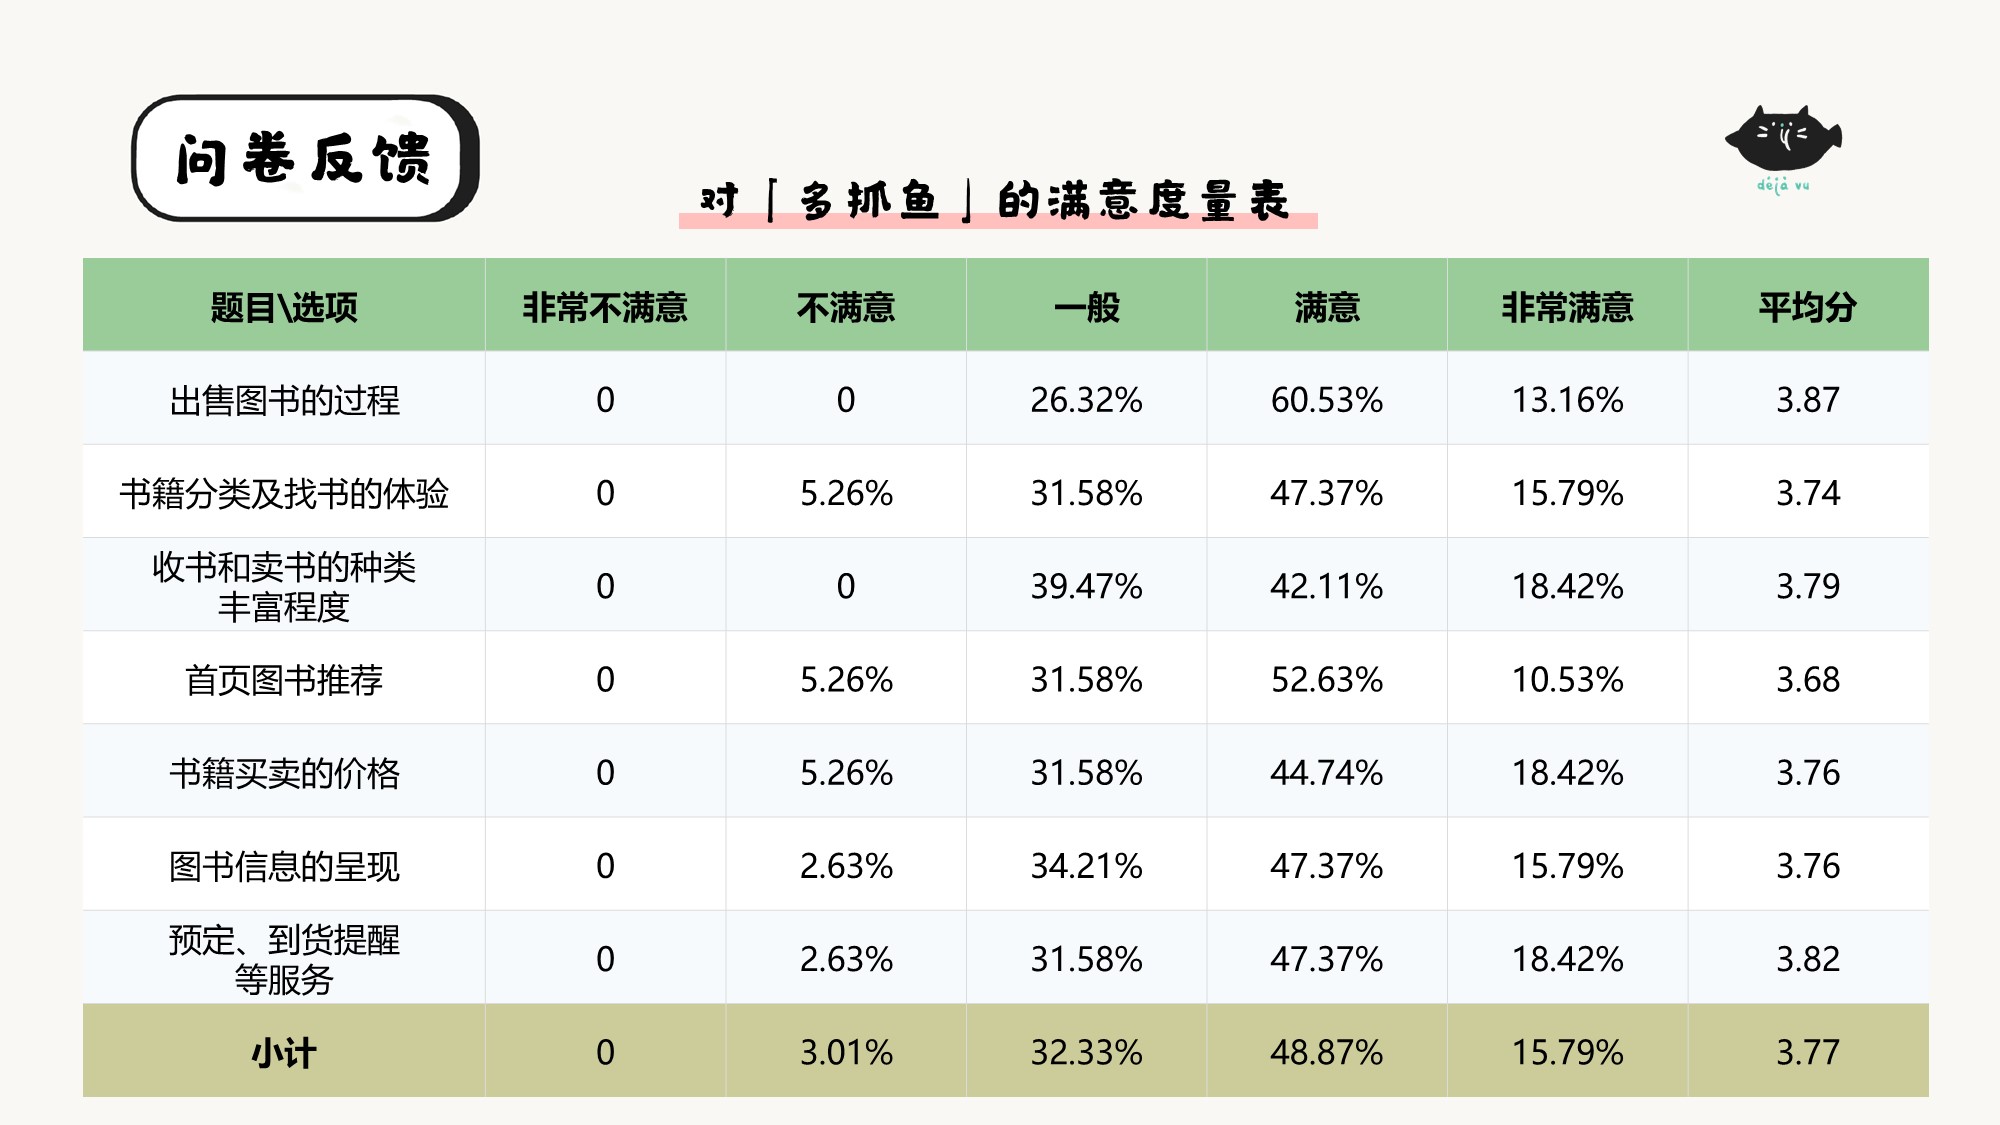 问卷反馈
对「多抓鱼」的满意度量表
déjà vu
题目\选项 非常不满意 不满意 一般 满意 非常满意 平均分
出售图书的过程 0 0 26.32% 60.53% 13.16% 3.87
书籍分类及找书的体验 0 5.26% 31.58% 47.37% 15.79% 3.74
收书和卖书的种类
丰富程度 0 0 39.47% 42.11% 18.42% 3.79
首页图书推荐 0 5.26% 31.58% 52.63% 10.53% 3.68
书籍买卖的价格 0 5.26% 31.58% 44.74% 18.42% 3.76
图书信息的呈现 0 2.63% 34.21% 47.37% 15.79% 3.76
预定、到货提醒
等服务 0 2.63% 31.58% 47.37% 18.42% 3.82
小计 0 3.01% 32.33% 48.87% 15.79% 3.77